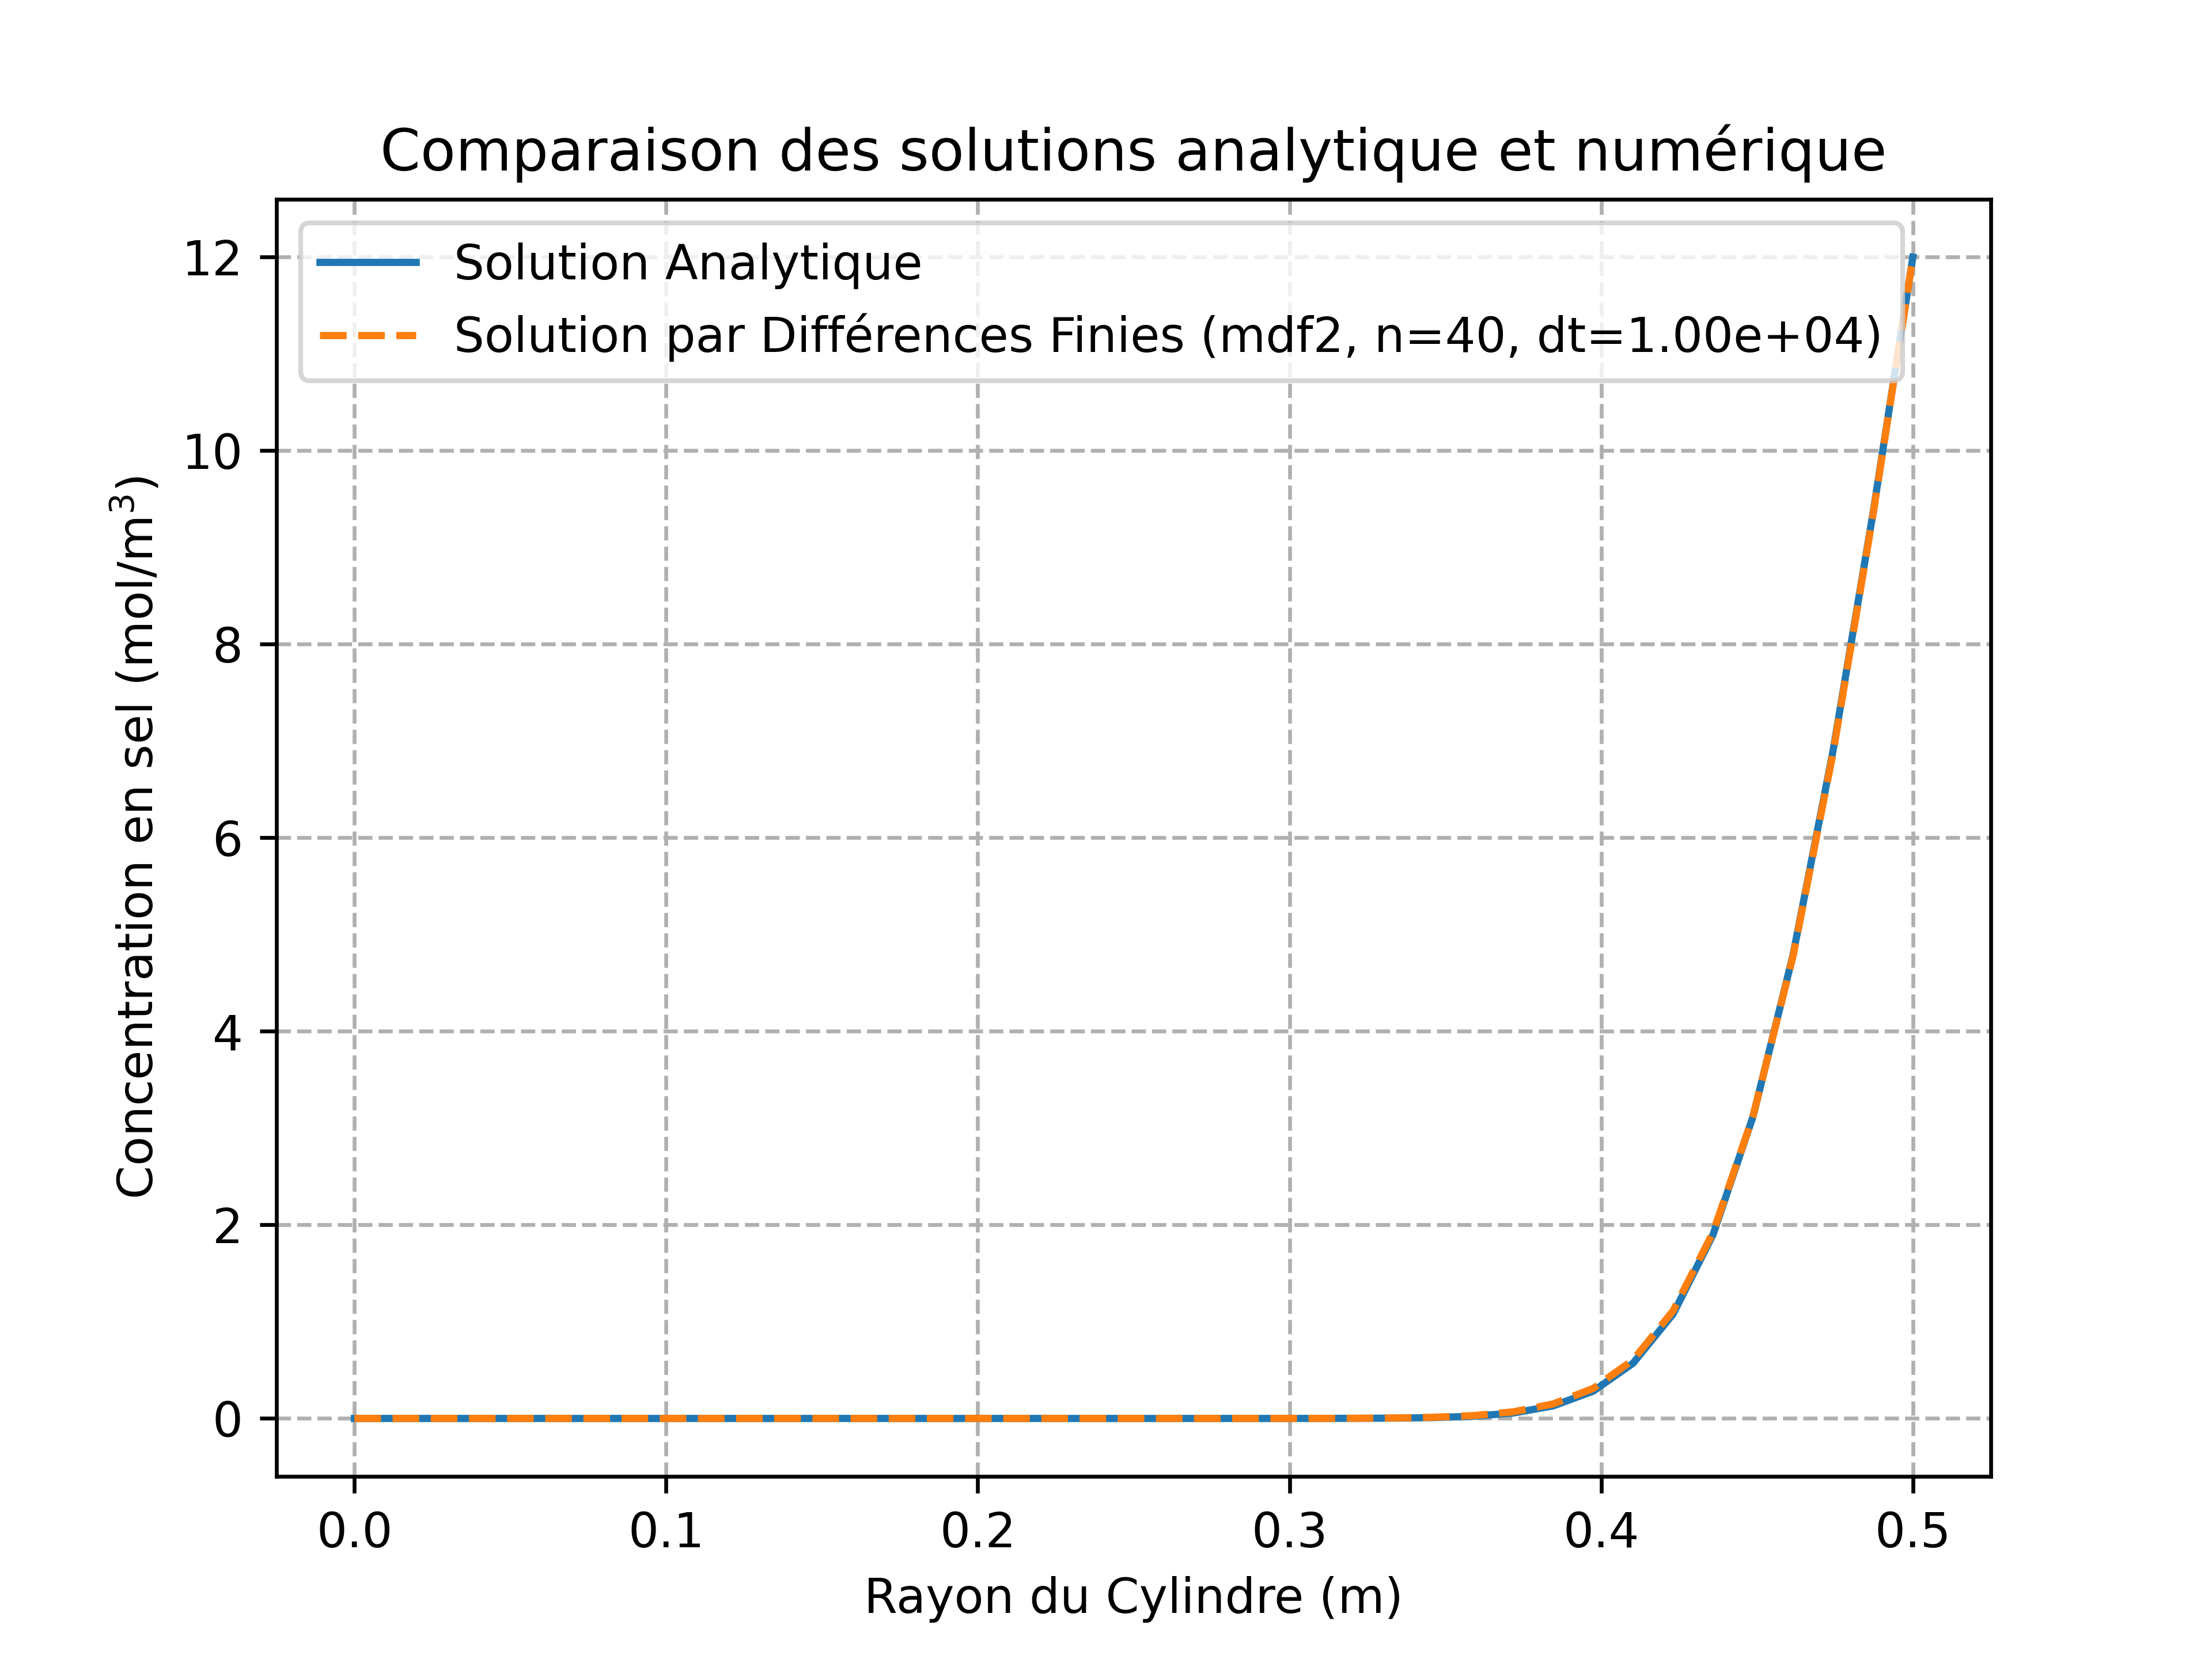 Comparaison des solutions analytique et numérique
Solution Analytique
Solution par Différences Finies (mdf2, n=40, dt=1.00e+04)
Concentration en sel (mol/m³)
12
10
8
6
4
2
0
0.0 0.1 0.2 0.3 0.4 0.5
Rayon du Cylindre (m)